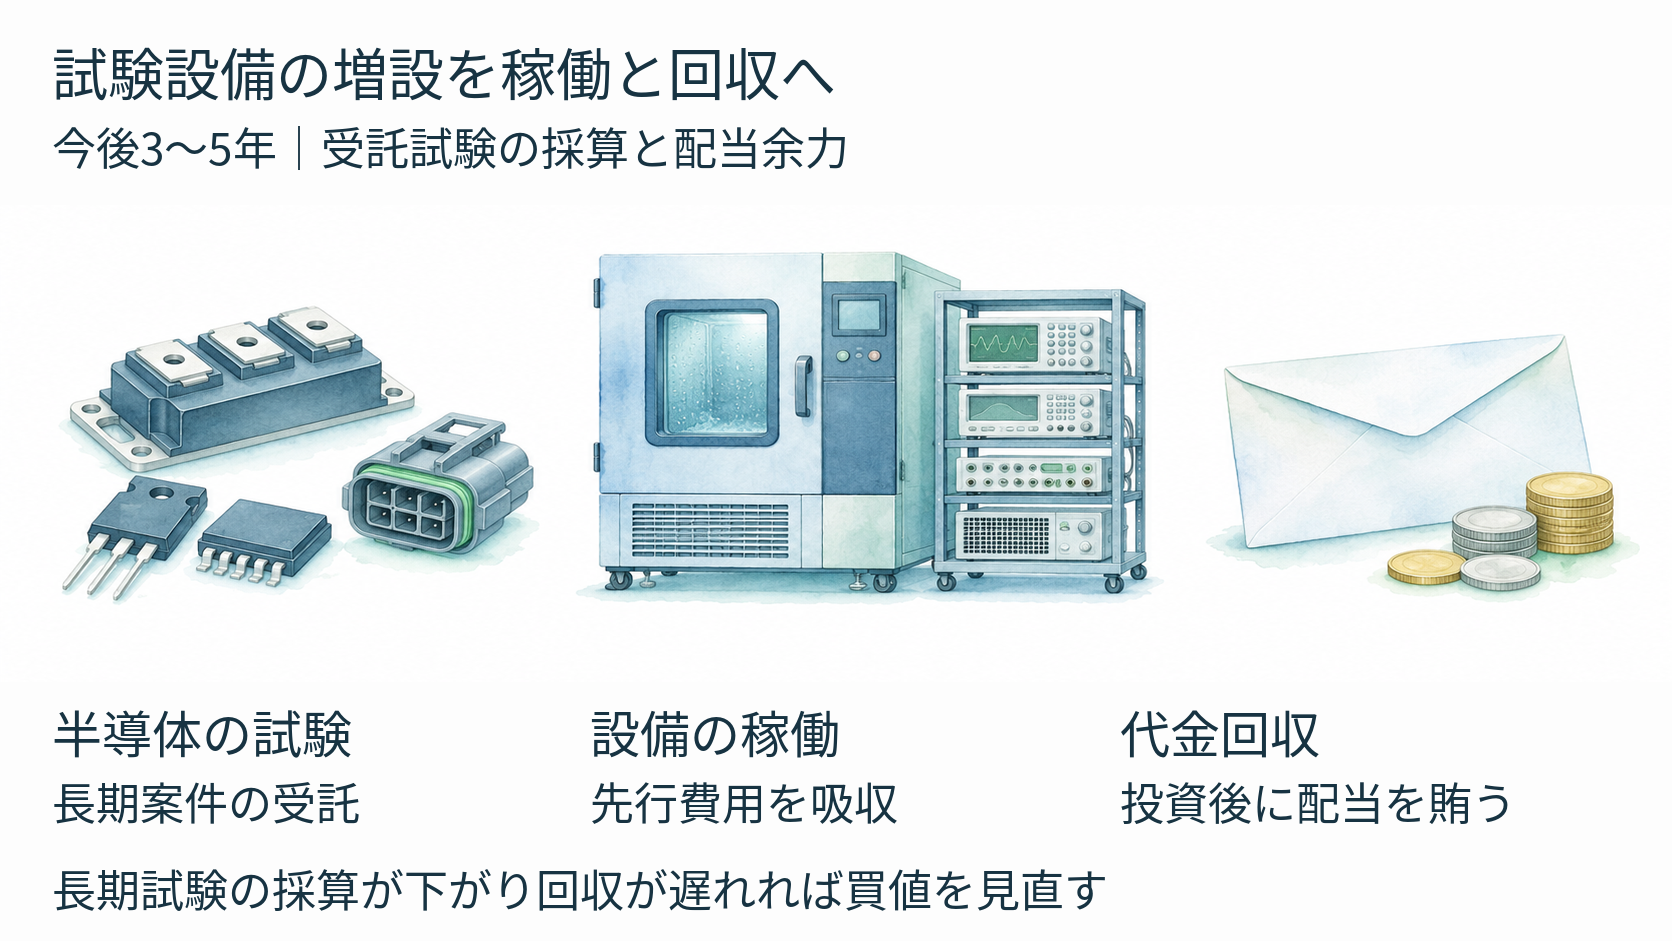 試験設備の増設を稼働と回収へ
今後3～5年｜受託試験の採算と配当余力
半導体の試験
長期案件の受託
設備の稼働
先行費用を吸収
代金回収
投資後に配当を賄う
長期試験の採算が下がり回収が遅れれば買値を見直す